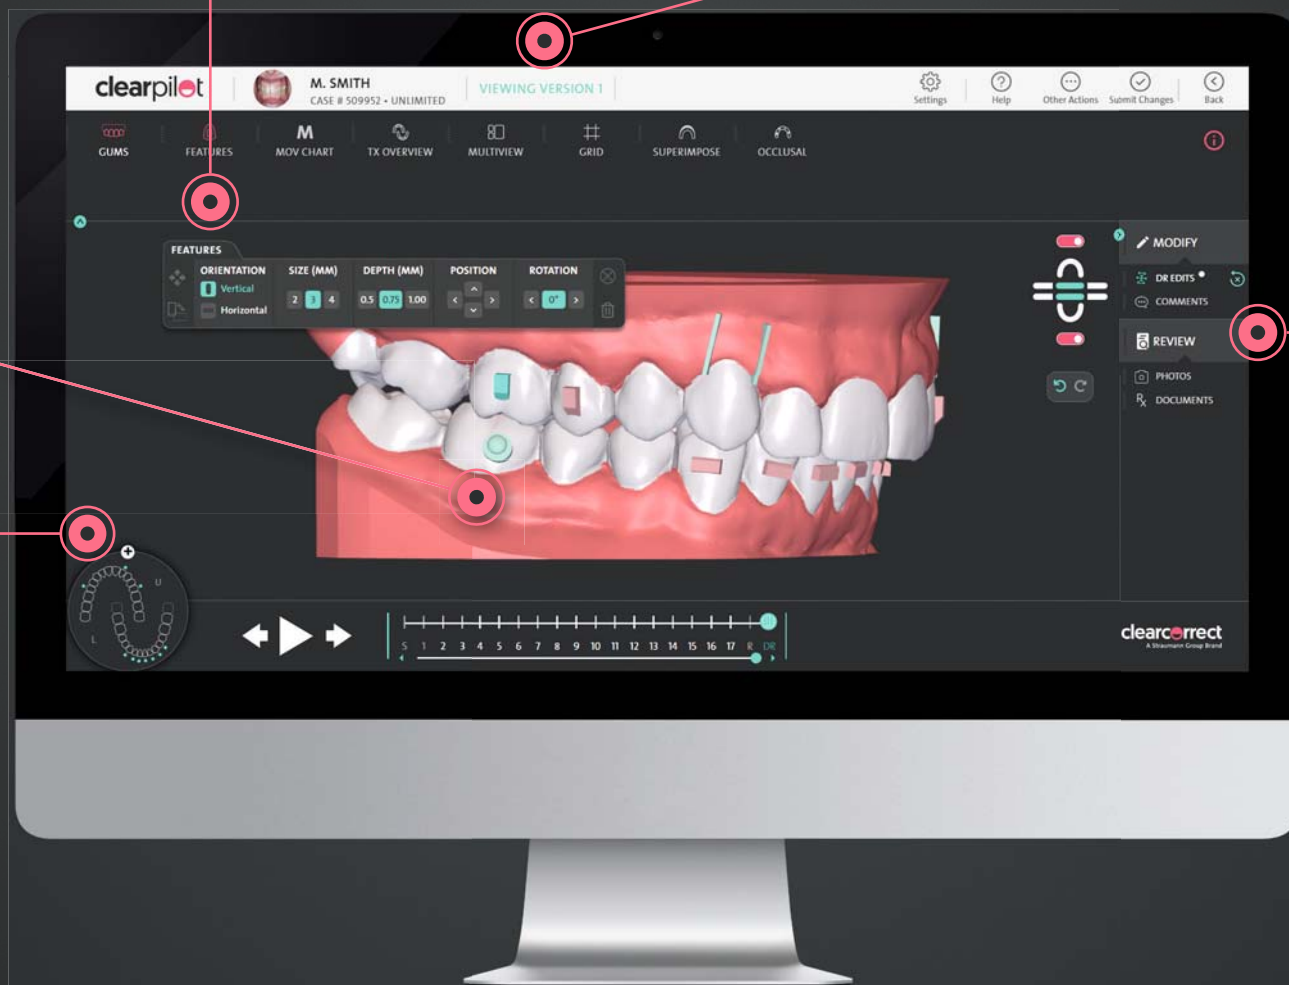 clearpilot
M. SMITH
CASE # 509952 • UNLIMITED
VIEWING VERSION 1
Settings
Help
Other Actions
Submit Changes
Back
GUMS
FEATURES
M
MOV CHART
TX OVERVIEW
MULTIVIEW
GRID
SUPERIMPOSE
OCCLUSAL
FEATURES
ORIENTATION
Vertical
Horizontal
SIZE (MM)
2 3 4
DEPTH (MM)
0.5 0.75 1.00
POSITION
ROTATION
0°
MODIFY
DR EDITS
COMMENTS
REVIEW
PHOTOS
Rx DOCUMENTS
U
L
S 1 2 3 4 5 6 7 8 9 10 11 12 13 14 15 16 17 R DR
clearcorrect
A Straumann Group Brand